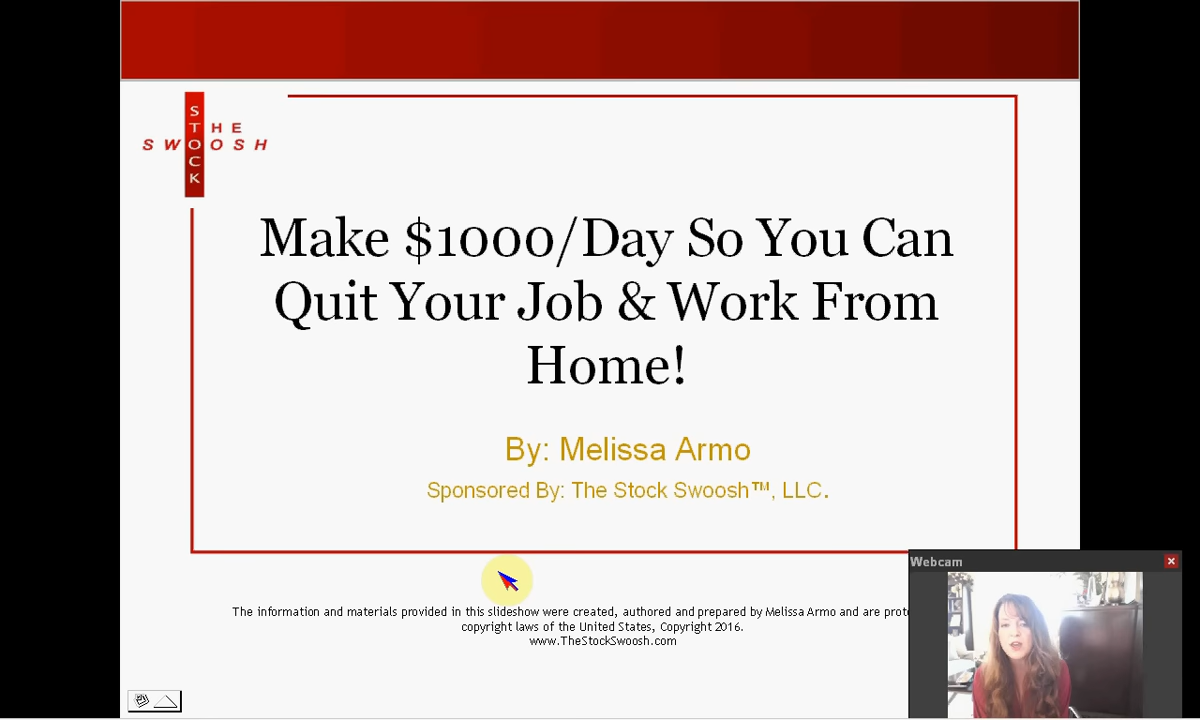 THE
STOCK
SWOOSH
Make $1000/Day So You Can
Quit Your Job & Work From
Home!
By: Melissa Armo
Sponsored By: The Stock Swoosh™, LLC.
Webcam
The information and materials provided in this slideshow were created, authored and prepared by Melissa Armo and are
copyright laws of the United States, Copyright 2016.
www.TheStockSwoosh.com